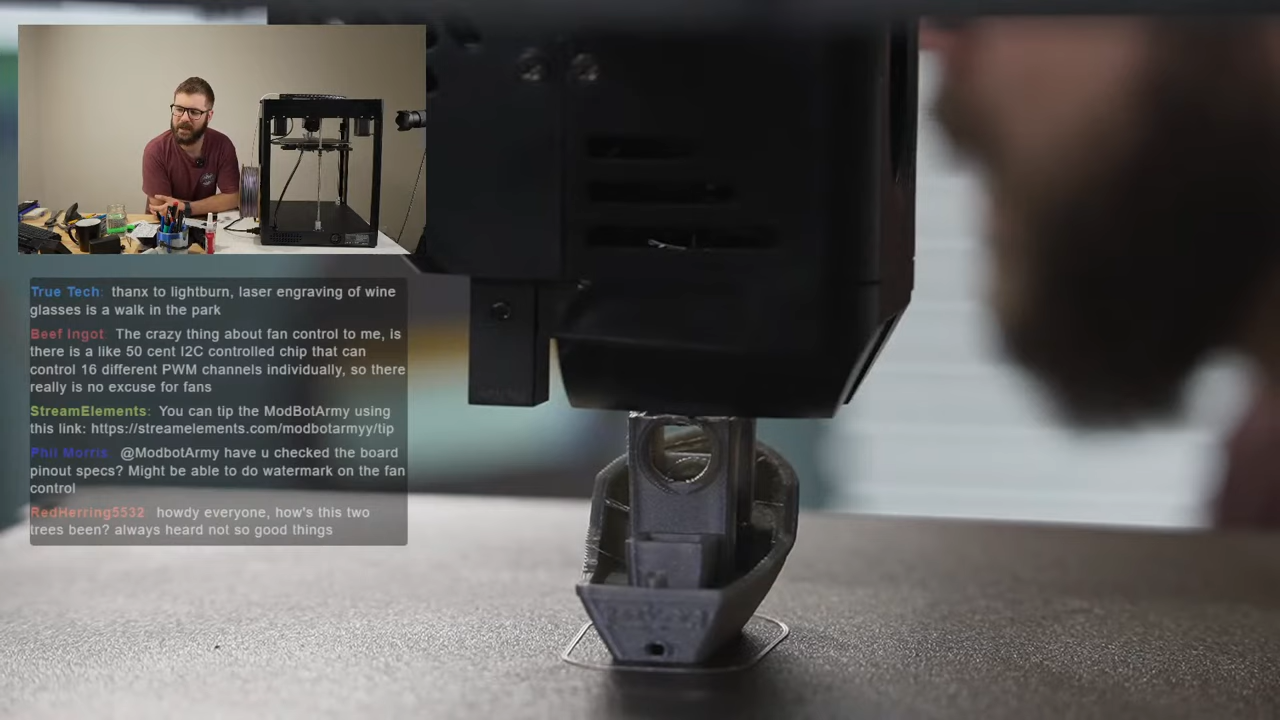 True Tech: thanx to lightburn, laser engraving of wine
glasses is a walk in the park
Beef Ingot: The crazy thing about fan control to me, is
there is a like 50 cent I2C controlled chip that can
control 16 different PWM channels individually, so there
really is no excuse for fans
StreamElements: You can tip the ModBotArmy using
this link: https://streamelements.com/modbotarmyy/tip
Phil Morris: @ModbotArmy have u checked the board
pinout specs? Might be able to do watermark on the fan
control
RedHerring5532 howdy everyone, how's this two
trees been? always heard not so good things